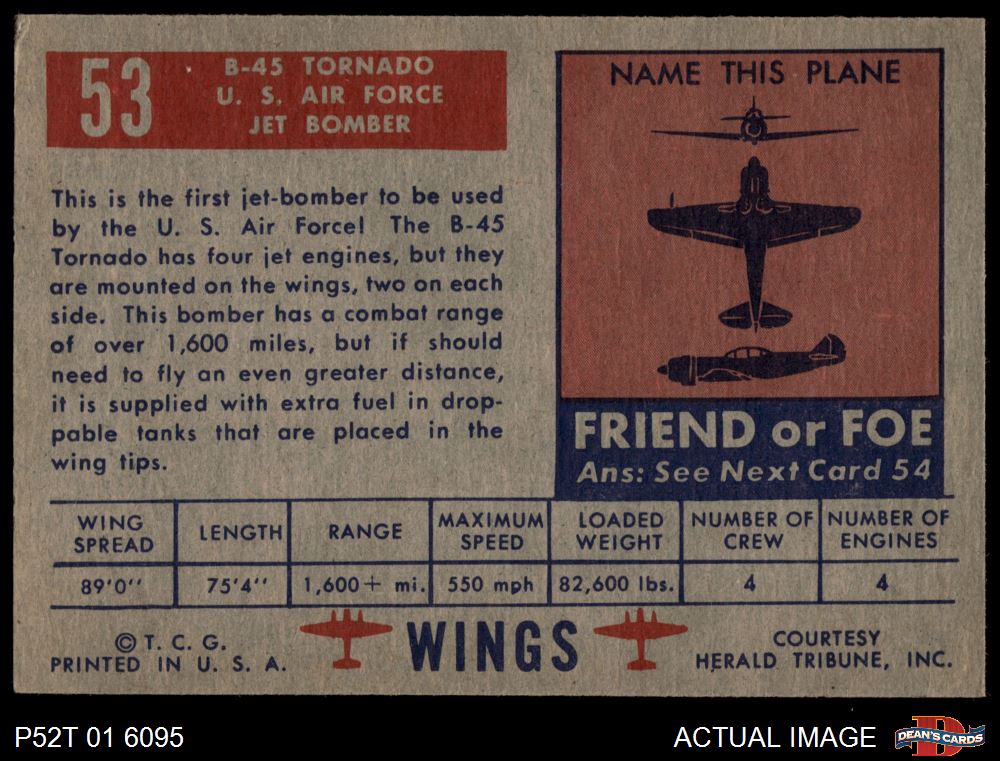 53
B-45 TORNADO
U. S. AIR FORCE
JET BOMBER
This is the first jet-bomber to be used
by the U. S. Air Force! The B-45
Tornado has four jet engines, but they
are mounted on the wings, two on each
side. This bomber has a combat range
of over 1,600 miles, but if should
need to fly an even greater distance,
it is supplied with extra fuel in drop-
pable tanks that are placed in the
wing tips.
NAME THIS PLANE
FRIEND or FOE
Ans: See Next Card 54
WING SPREAD LENGTH RANGE MAXIMUM SPEED LOADED WEIGHT NUMBER OF CREW NUMBER OF ENGINES
89'0'' 75'4'' 1,600+ mi. 550 mph 82,600 lbs. 4 4
© T. C. G.
PRINTED IN U. S. A.
WINGS
COURTESY
HERALD TRIBUNE, INC.
P52T 01 6095
ACTUAL IMAGE
D
DEAN'S CARDS